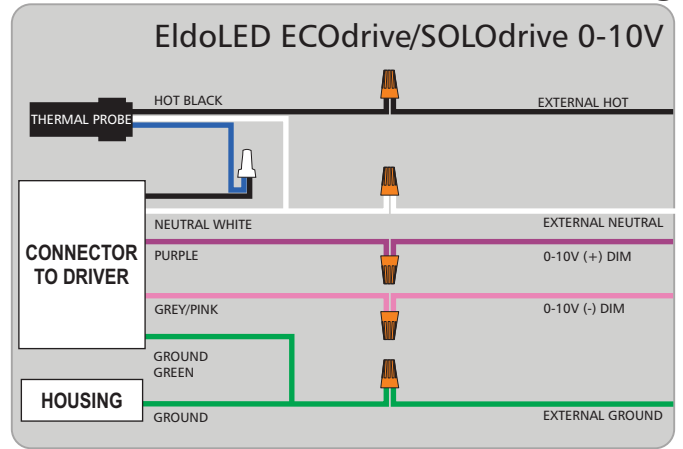 EldoLED ECOdrive/SOLOdrive 0-10V
HOT BLACK
EXTERNAL HOT
THERMAL PROBE
NEUTRAL WHITE
EXTERNAL NEUTRAL
CONNECTOR
TO DRIVER
PURPLE
0-10V (+) DIM
GREY/PINK
0-10V (-) DIM
GROUND
GREEN
HOUSING
GROUND
EXTERNAL GROUND